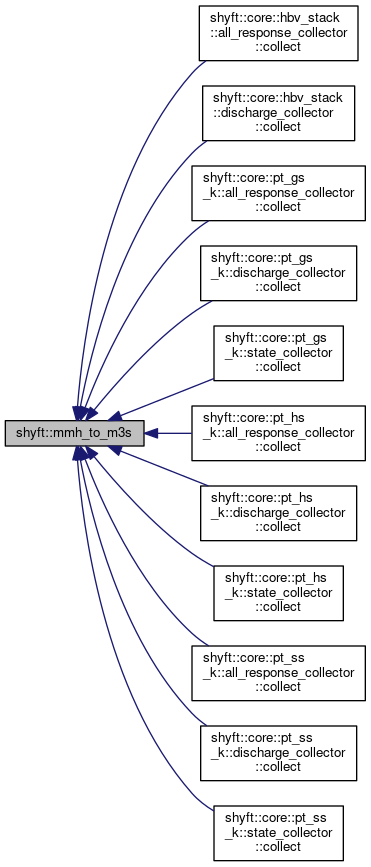 shyft::core::hbv_stack
::all_response_collector
::collect
shyft::core::hbv_stack
::discharge_collector
::collect
shyft::core::pt_gs
_k::all_response_collector
::collect
shyft::core::pt_gs
_k::discharge_collector
::collect
shyft::core::pt_gs
_k::state_collector
::collect
shyft::mmh_to_m3s
shyft::core::pt_hs
_k::all_response_collector
::collect
shyft::core::pt_hs
_k::discharge_collector
::collect
shyft::core::pt_hs
_k::state_collector
::collect
shyft::core::pt_ss
_k::all_response_collector
::collect
shyft::core::pt_ss
_k::discharge_collector
::collect
shyft::core::pt_ss
_k::state_collector
::collect